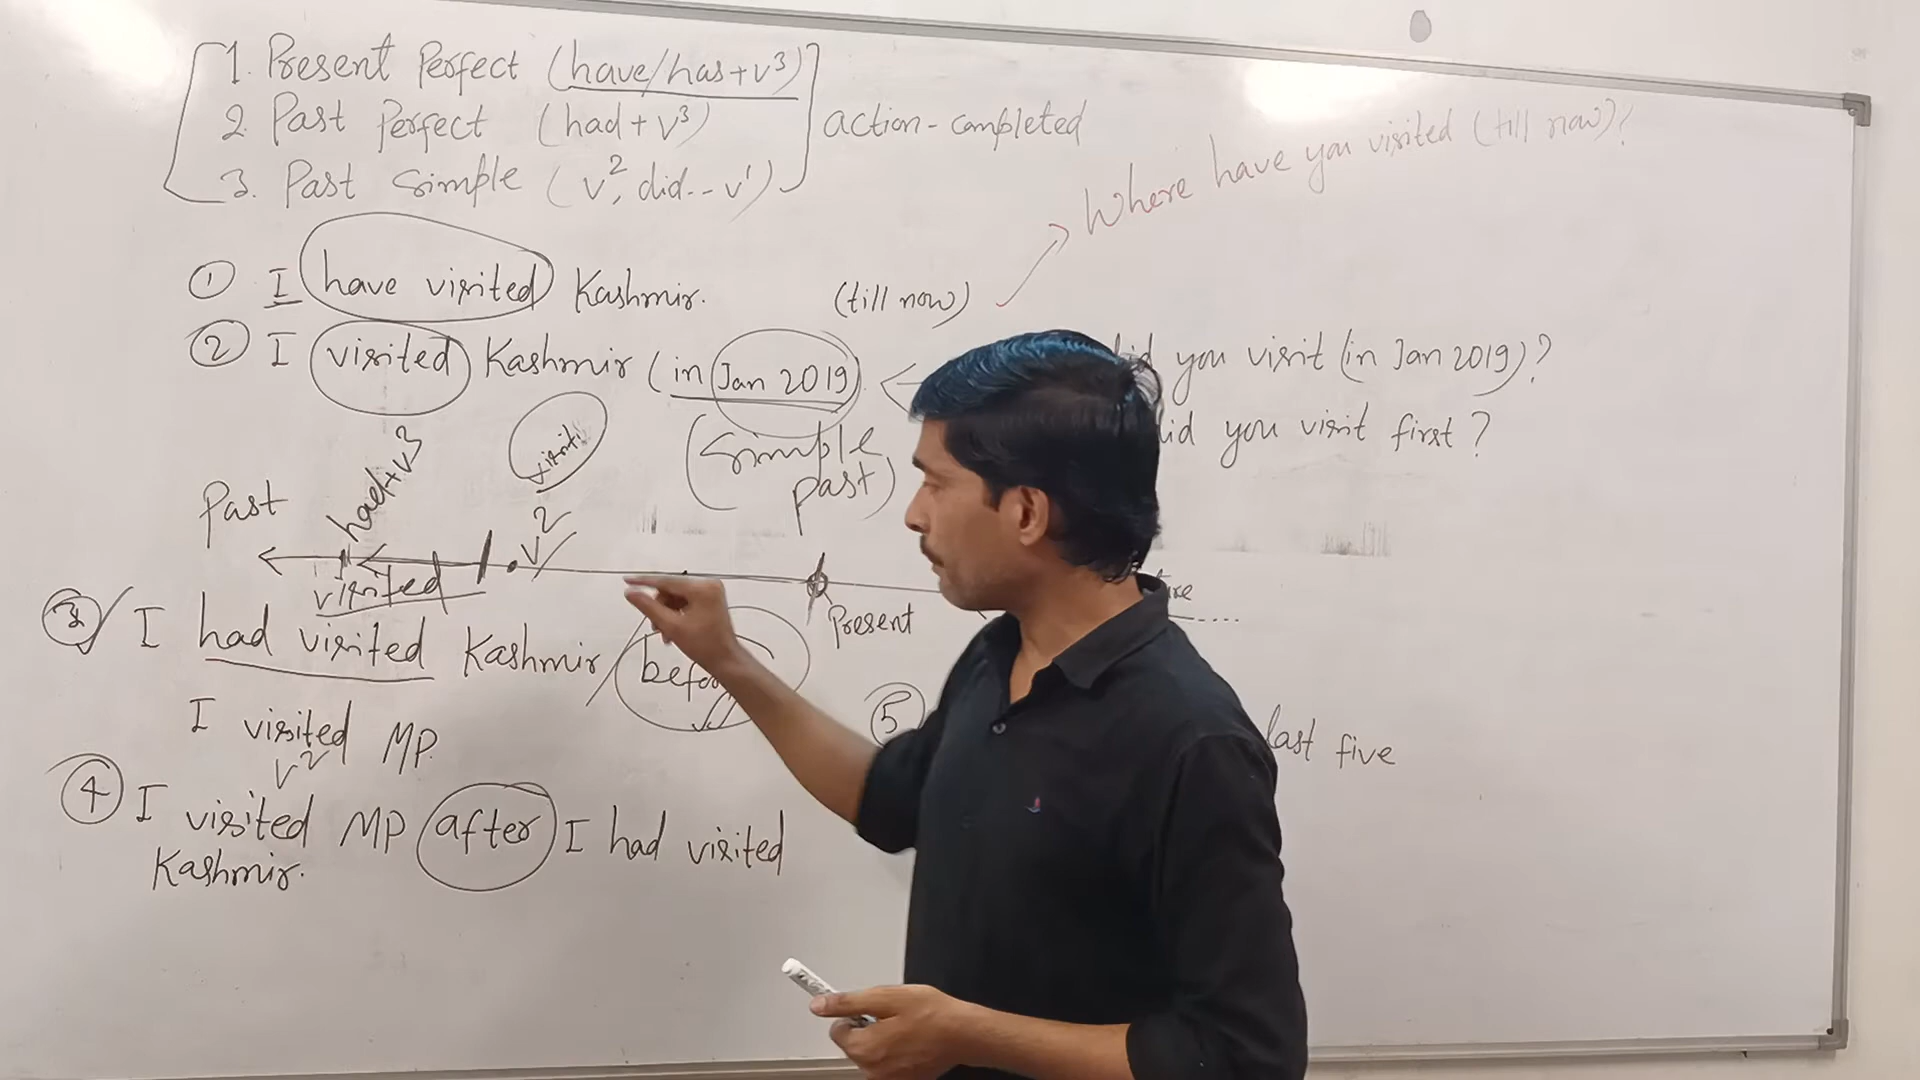 1. Present Perfect (have/has+v³)
2. Past Perfect (had+v³)
3. Past Simple (v², did-- v¹)
action-completed
Where have you visited (till now)?
① I have visited Kashmir. (till now)
② I visited Kashmir (in Jan 2019)
did you visit (in Jan 2019)?
did you visit first?
(Simple past)
had+v³
visit
Past
v²
visited
Present
③ I had visited Kashmir
I visited MP.
v²
④ I visited MP after I had visited
Kashmir.
⑤
last five